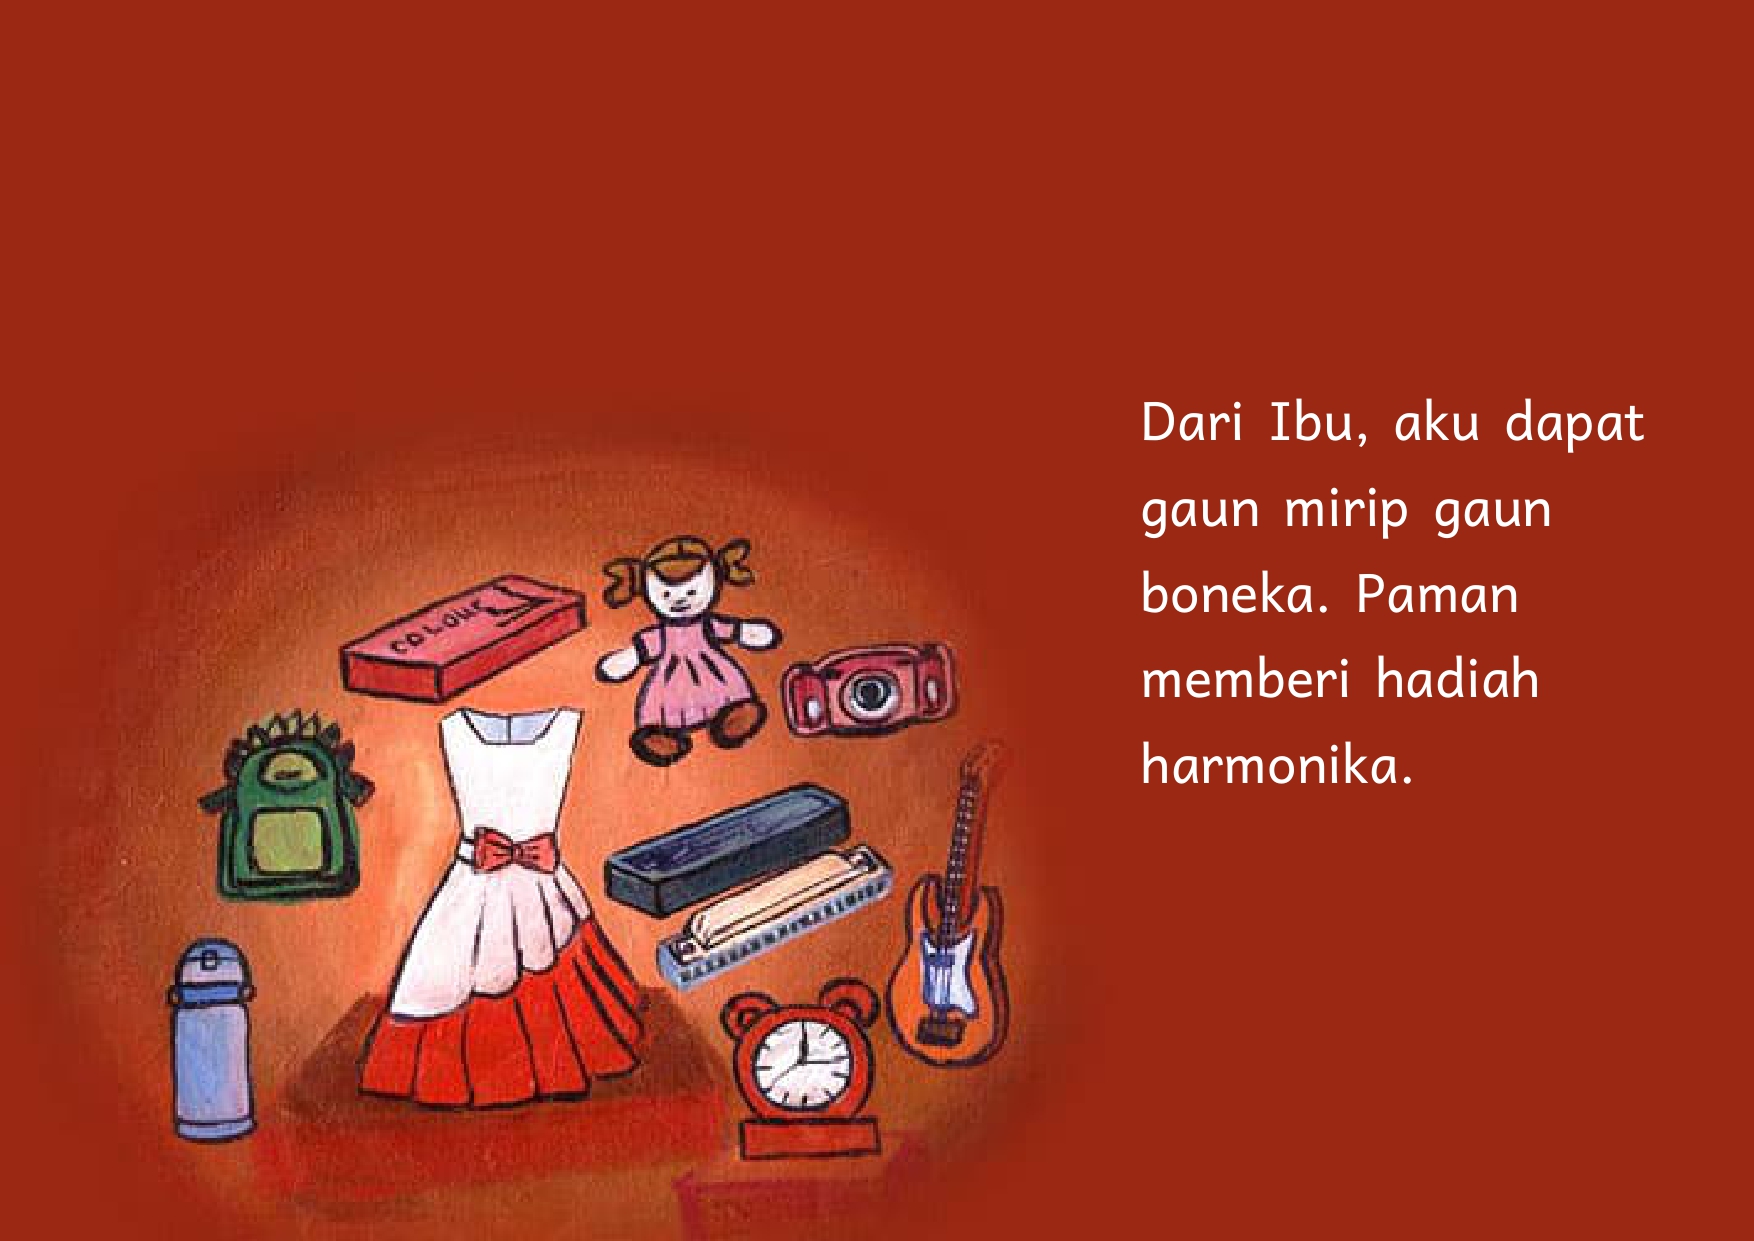 Dari Ibu, aku dapat
gaun mirip gaun
boneka. Paman
memberi hadiah
harmonika.